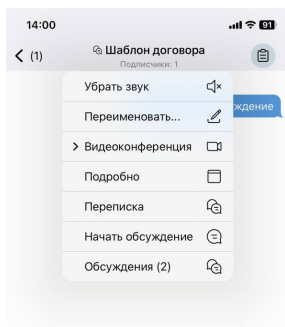 14:00
91
(1)
Шаблон договора
Подписчики: 1
Убрать звук
Переименовать...
ждение
Видеоконференция
Подробно
Переписка
Начать обсуждение
Обсуждения (2)